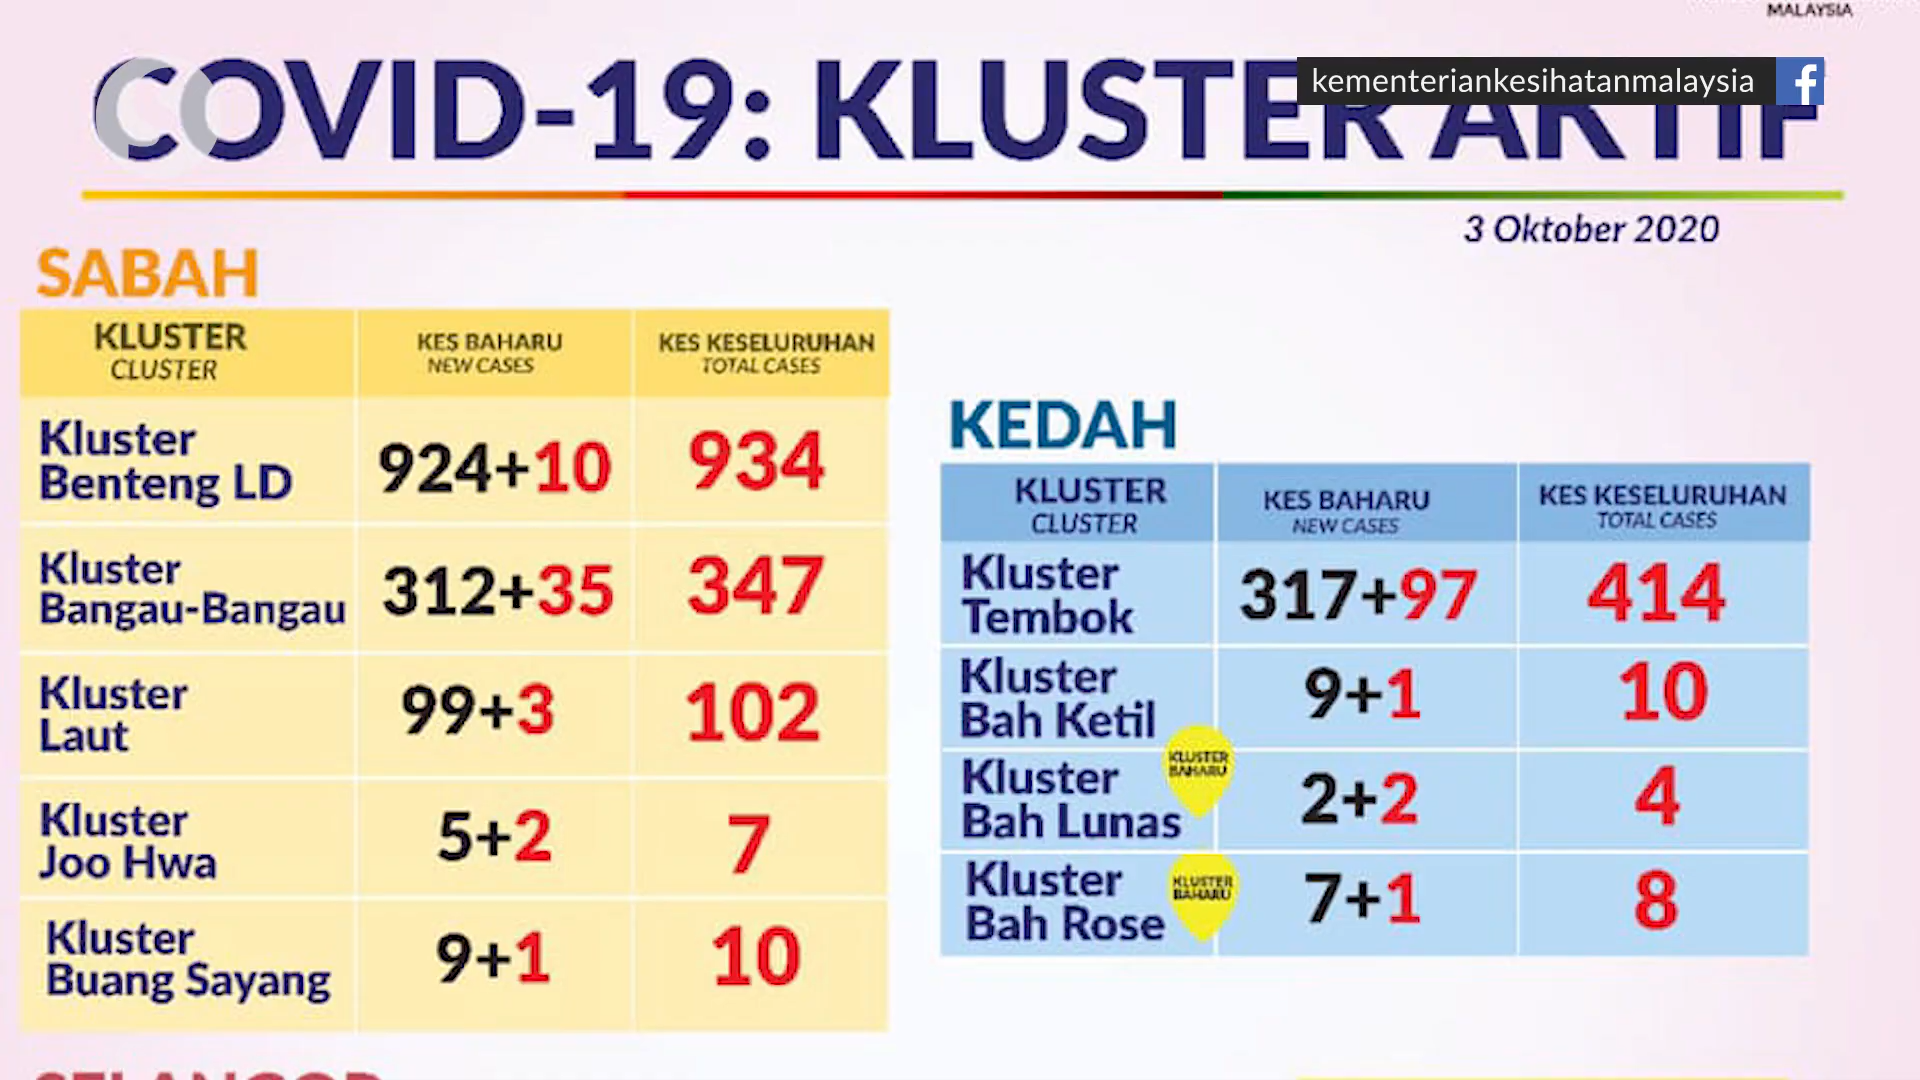 MALAYSIA
COVID-19: KLUSTER AKTIF
kementeriankesihatanmalaysia
3 Oktober 2020
SABAH
KLUSTER
CLUSTER
KES BAHARU
NEW CASES
KES KESELURUHAN
TOTAL CASES
Kluster
Benteng LD
924+10
934
Kluster
Bangau-Bangau
312+35
347
Kluster
Laut
99+3
102
Kluster
Joo Hwa
5+2
7
Kluster
Buang Sayang
9+1
10
KEDAH
KLUSTER
CLUSTER
KES BAHARU
NEW CASES
KES KESELURUHAN
TOTAL CASES
Kluster
Tembok
317+97
414
Kluster
Bah Ketil
9+1
10
Kluster
Bah Lunas
KLUSTER
BAHARU
2+2
4
Kluster
Bah Rose
KLUSTER
BAHARU
7+1
8
SELANGOR